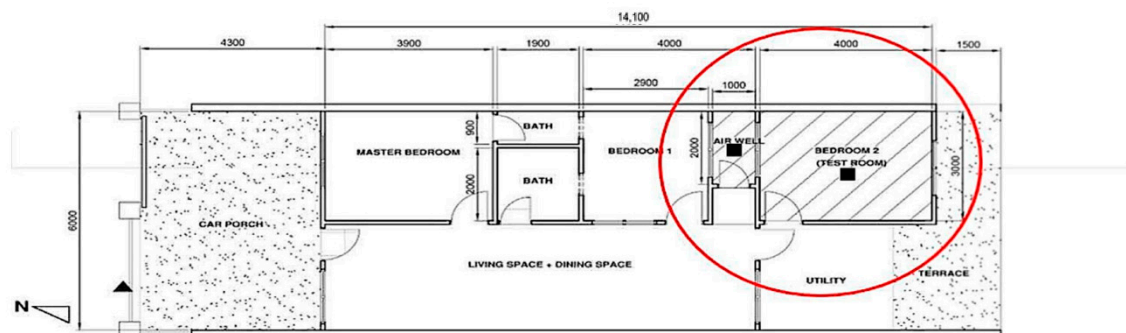 14,100
4300
3900
1900
4000
4000
1500
2900
1000
900
BATH
MASTER BEDROOM
BEDROOM 1
2000
AIR WELL
BEDROOM 2
(TEST ROOM)
3000
2000
BATH
6000
CAR PORCH
LIVING SPACE + DINING SPACE
UTILITY
TERRACE
N